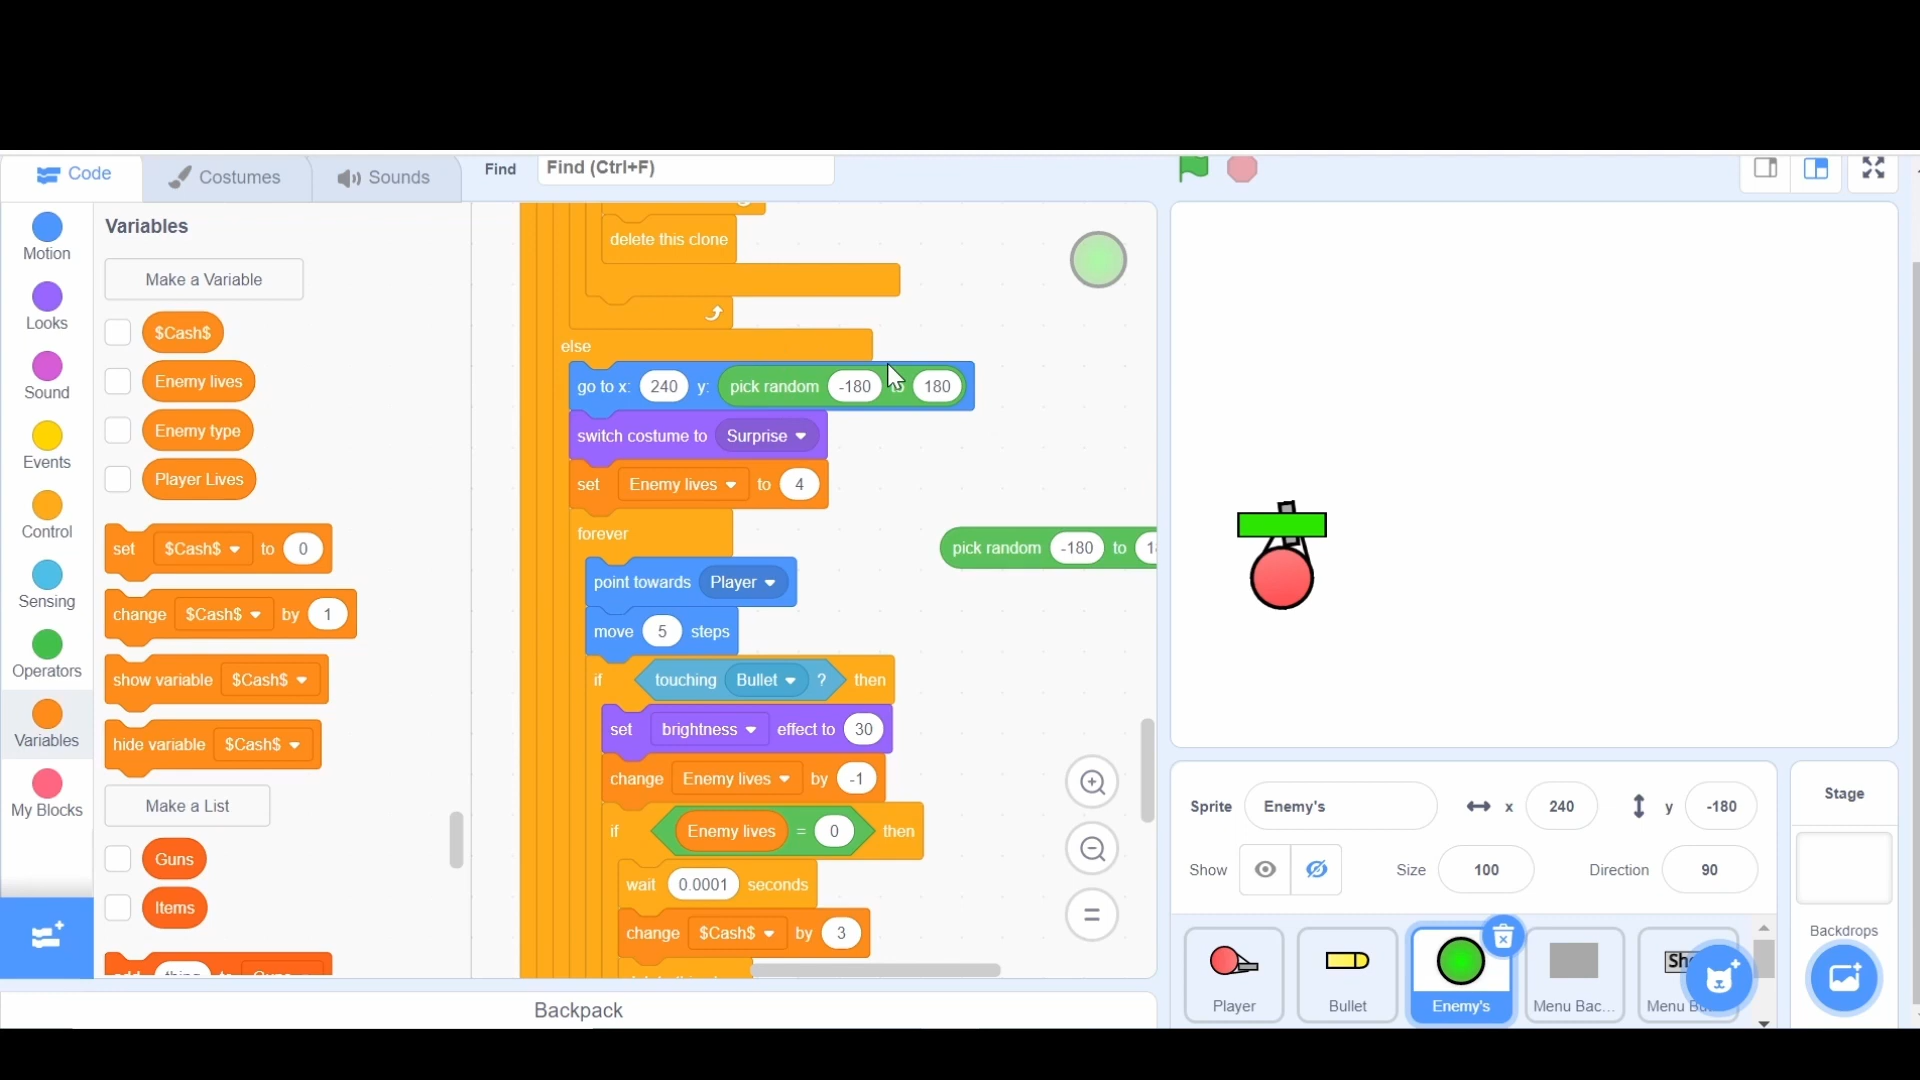 Code
Costumes
Sounds
Find
Find (Ctrl+F)
Motion
Looks
Sound
Events
Control
Sensing
Operators
Variables
My Blocks
Variables
Make a Variable
$Cash$
Enemy lives
Enemy type
Player Lives
set $Cash$ to 0
change $Cash$ by 1
show variable $Cash$
hide variable $Cash$
Make a List
Guns
Items
delete this clone
else
go to x: 240 y: pick random -180 180
switch costume to Surprise
set Enemy lives to 4
forever
pick random -180 to
point towards Player
move 5 steps
if touching Bullet ? then
set brightness effect to 30
change Enemy lives by -1
if Enemy lives = 0 then
wait 0.0001 seconds
change $Cash$ by 3
Backpack
Sprite Enemy's x 240 y -180
Show Size 100 Direction 90
Player
Bullet
Enemy's
Menu Bac...
Sh
Menu B
Stage
Backdrops